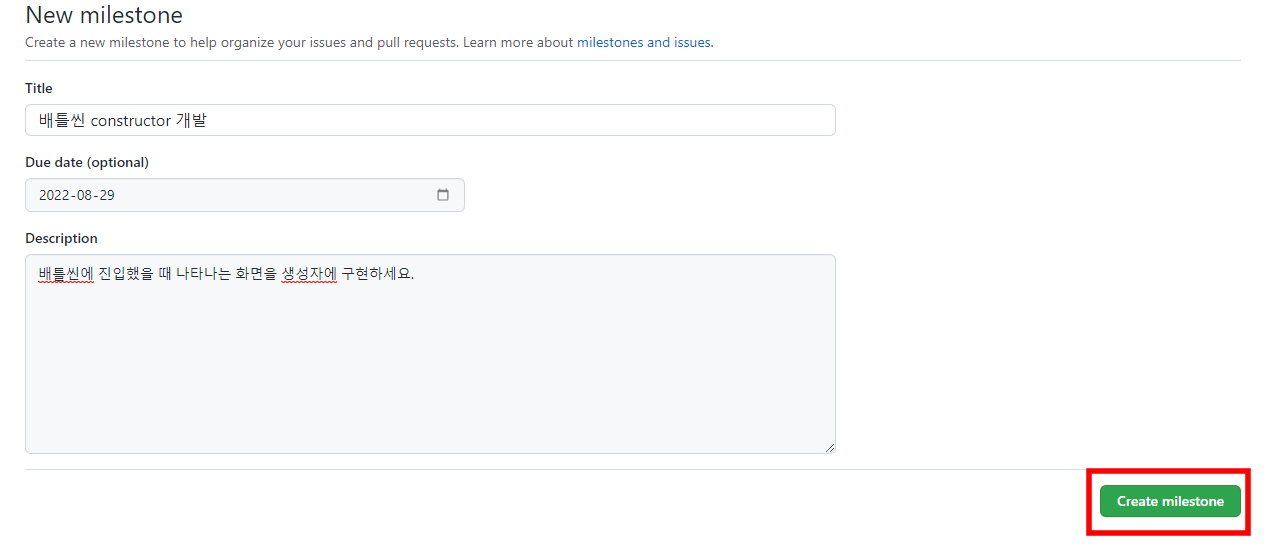 New milestone
Create a new milestone to help organize your issues and pull requests. Learn more about milestones and issues.
Title
배틀씬 constructor 개발
Due date (optional)
2022-08-29
Description
배틀씬에 진입했을 때 나타나는 화면을 생성자에 구현하세요.
Create milestone